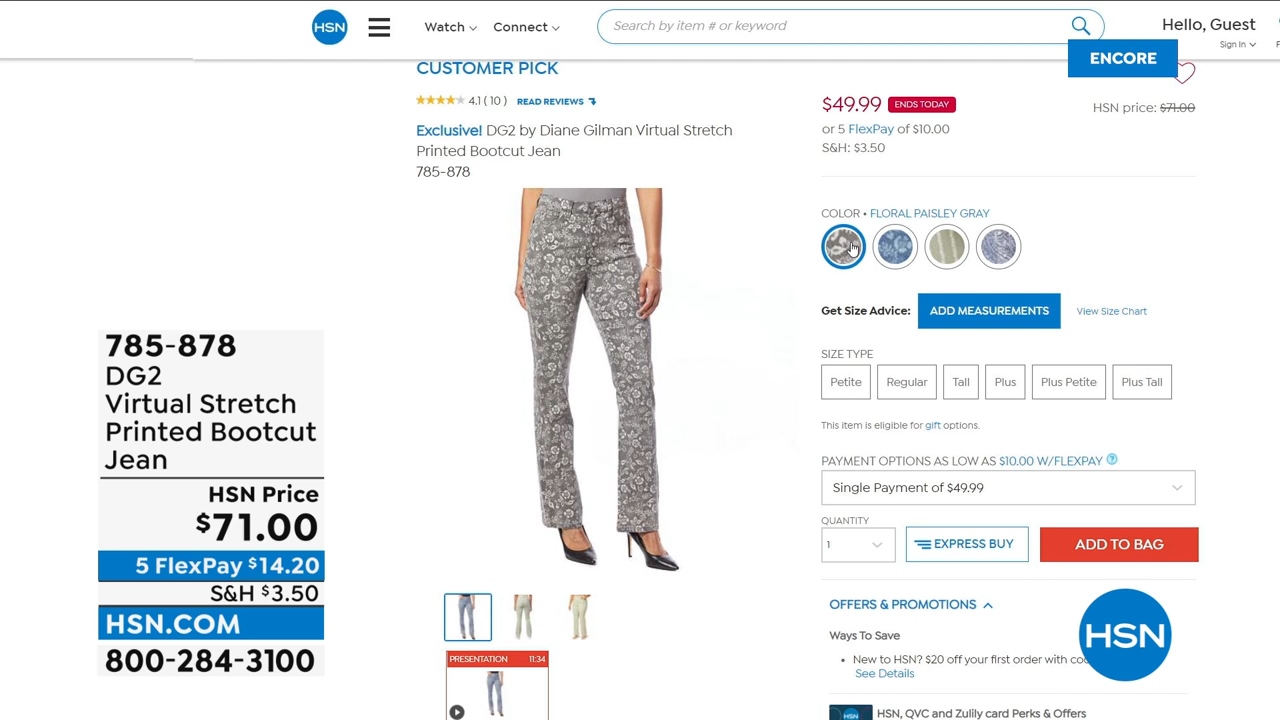 HSN
Watch
Connect
Search by item # or keyword
Hello, Guest
Sign In
ENCORE
CUSTOMER PICK
4.1 ( 10 )
READ REVIEWS
Exclusive! DG2 by Diane Gilman Virtual Stretch
Printed Bootcut Jean
785-878
$49.99
ENDS TODAY
HSN price: $71.00
or 5 FlexPay of $10.00
S&H: $3.50
COLOR • FLORAL PAISLEY GRAY
Get Size Advice:
ADD MEASUREMENTS
View Size Chart
SIZE TYPE
Petite
Regular
Tall
Plus
Plus Petite
Plus Tall
This item is eligible for gift options.
PAYMENT OPTIONS AS LOW AS $10.00 W/FLEXPAY ?
Single Payment of $49.99
QUANTITY
1
EXPRESS BUY
ADD TO BAG
OFFERS & PROMOTIONS
Ways To Save
• New to HSN? $20 off your first order with
See Details
HSN
HSN, QVC and Zulily card Perks & Offers
HSN
PRESENTATION 11:34
785-878
DG2
Virtual Stretch
Printed Bootcut
Jean
HSN Price
$71.00
5 FlexPay $14.20
S&H $3.50
HSN.COM
800-284-3100